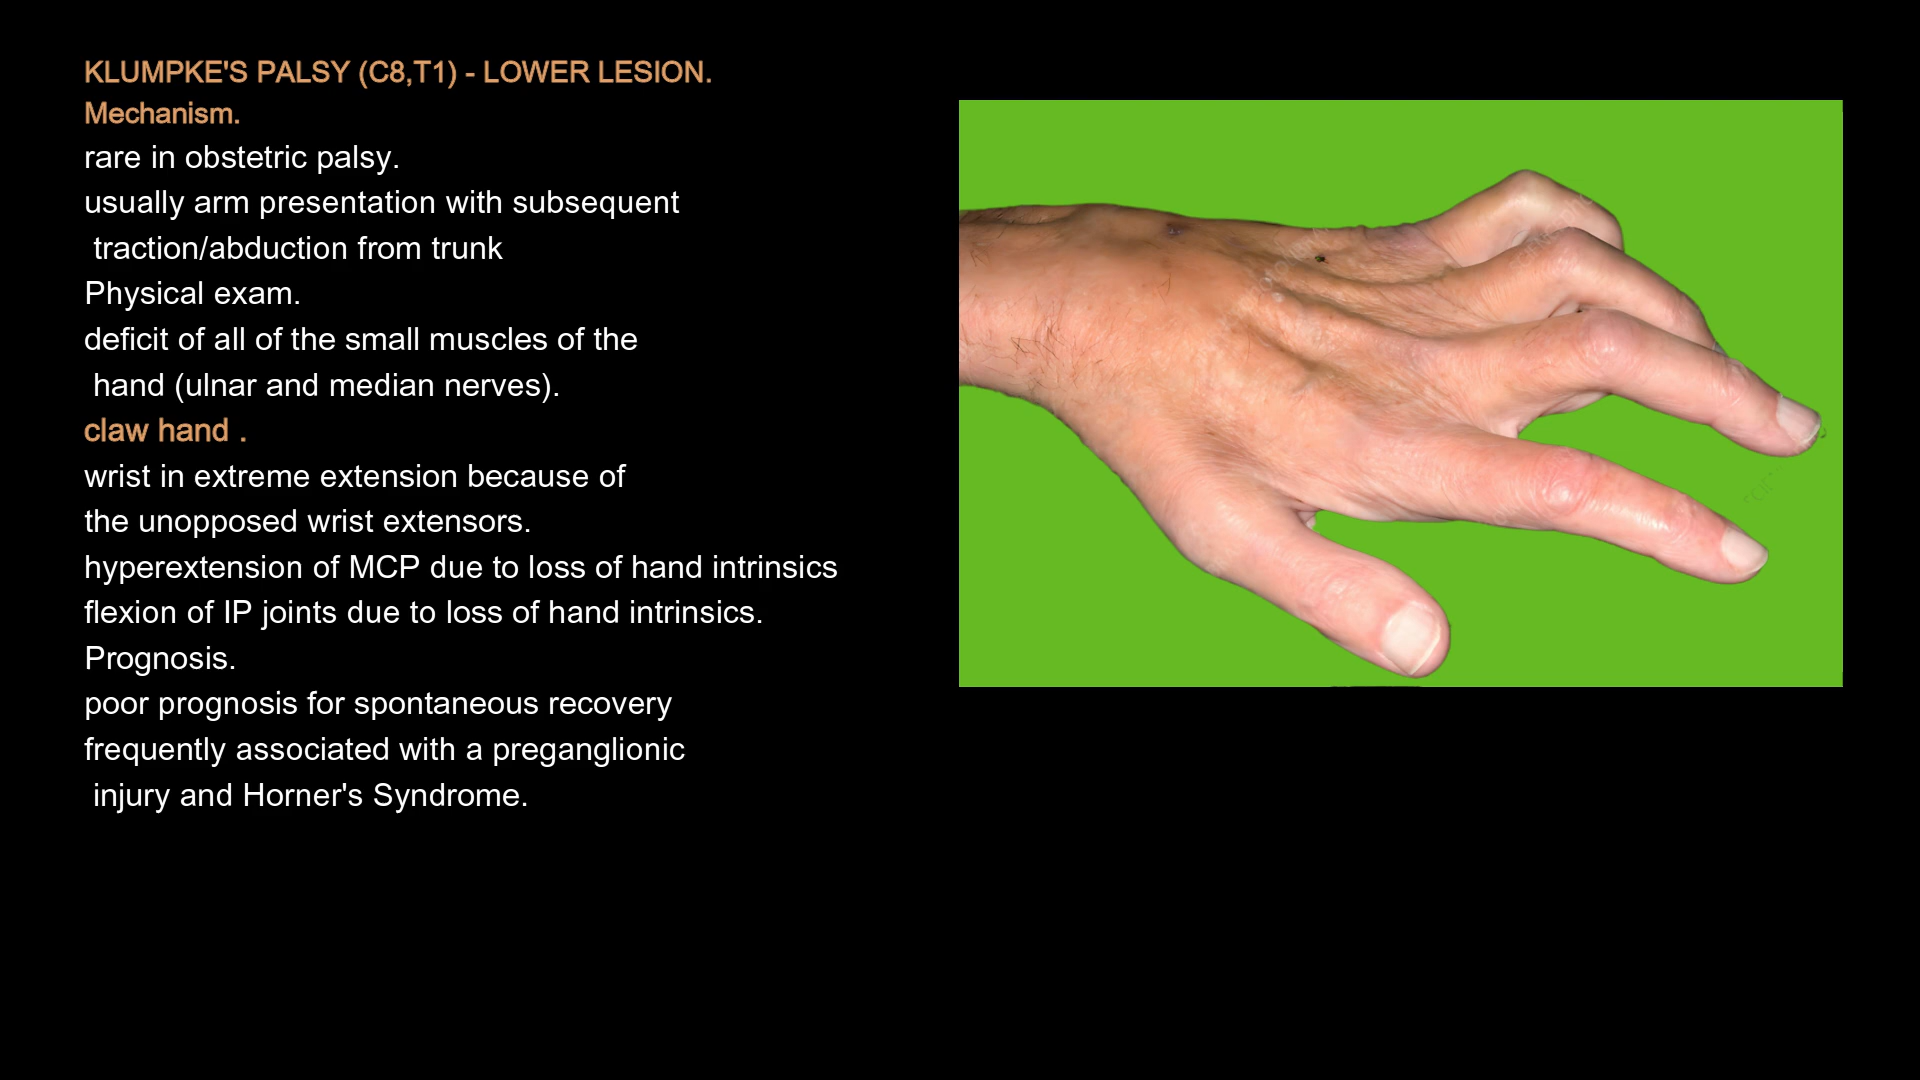 KLUMPKE'S PALSY (C8,T1) - LOWER LESION.
Mechanism.
rare in obstetric palsy.
usually arm presentation with subsequent
traction/abduction from trunk
Physical exam.
deficit of all of the small muscles of the
hand (ulnar and median nerves).
claw hand .
wrist in extreme extension because of
the unopposed wrist extensors.
hyperextension of MCP due to loss of hand intrinsics
flexion of IP joints due to loss of hand intrinsics.
Prognosis.
poor prognosis for spontaneous recovery
frequently associated with a preganglionic
injury and Horner's Syndrome.